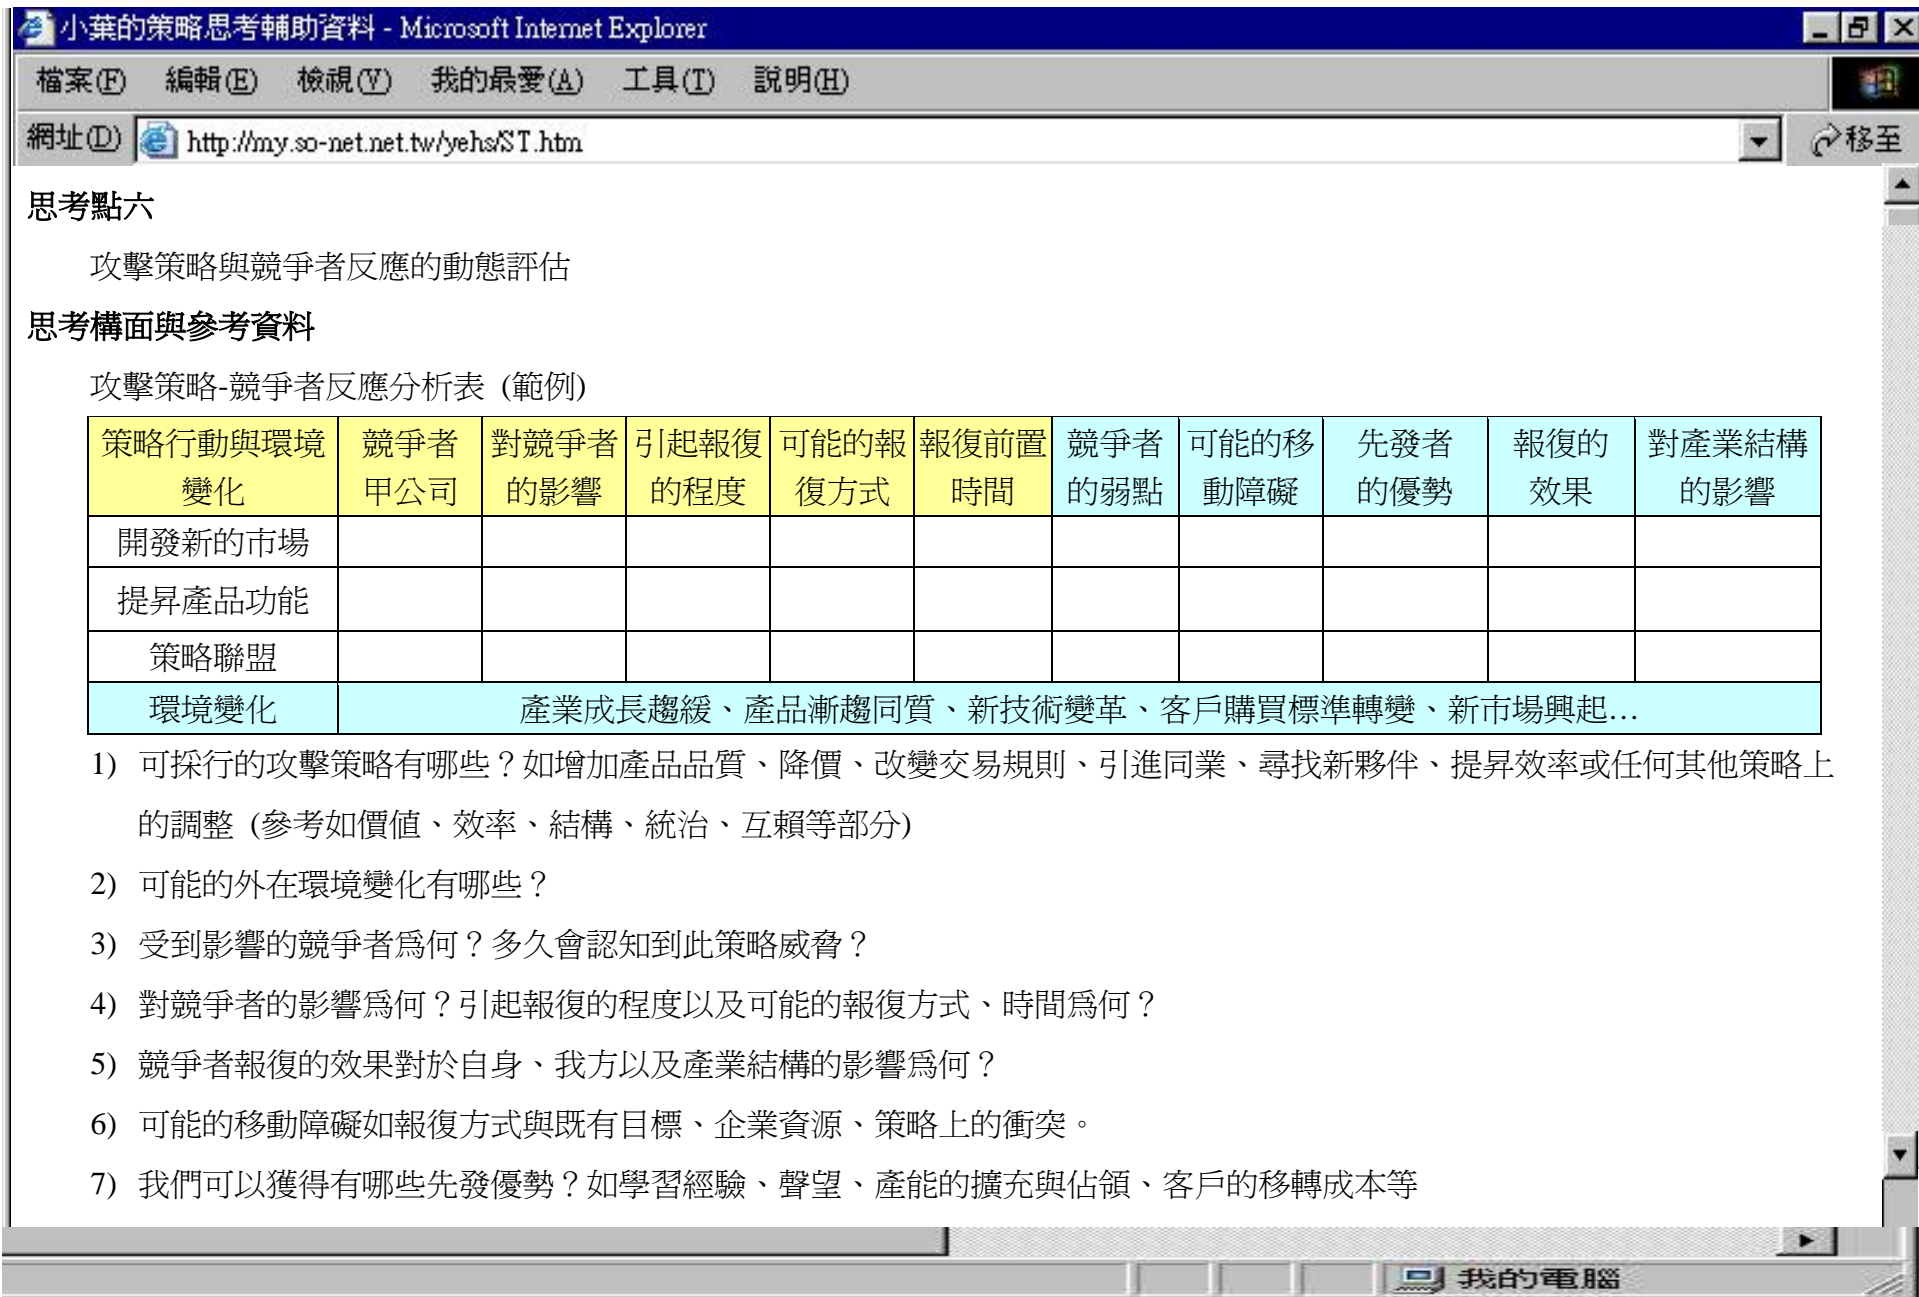 小葉的策略思考輔助資料 - Microsoft Internet Explorer
檔案(F) 編輯(E) 檢視(V) 我的最愛(A) 工具(T) 說明(H)
網址(D) http://my.so-net.net.tw/yehs/ST.htm 移至
思考點六
攻擊策略與競爭者反應的動態評估
思考構面與參考資料
攻擊策略-競爭者反應分析表 (範例)
策略行動與環境 競爭者 對競爭者 引起報復 可能的報 報復前置 競爭者 可能的移 先發者 報復的 對產業結構
變化 甲公司 的影響 的程度 復方式 時間 的弱點 動障礙 的優勢 效果 的影響
開發新的市場
提昇產品功能
策略聯盟
環境變化 產業成長趨緩、產品漸趨同質、新技術變革、客戶購買標準轉變、新市場興起…
1) 可採行的攻擊策略有哪些？如增加產品品質、降價、改變交易規則、引進同業、尋找新夥伴、提昇效率或任何其他策略上
的調整 (參考如價值、效率、結構、統治、互賴等部分)
2) 可能的外在環境變化有哪些？
3) 受到影響的競爭者為何？多久會認知到此策略威脅？
4) 對競爭者的影響為何？引起報復的程度以及可能的報復方式、時間為何？
5) 競爭者報復的效果對於自身、我方以及產業結構的影響為何？
6) 可能的移動障礙如報復方式與既有目標、企業資源、策略上的衝突。
7) 我們可以獲得有哪些先發優勢？如學習經驗、聲望、產能的擴充與佔領、客戶的移轉成本等
我的電腦